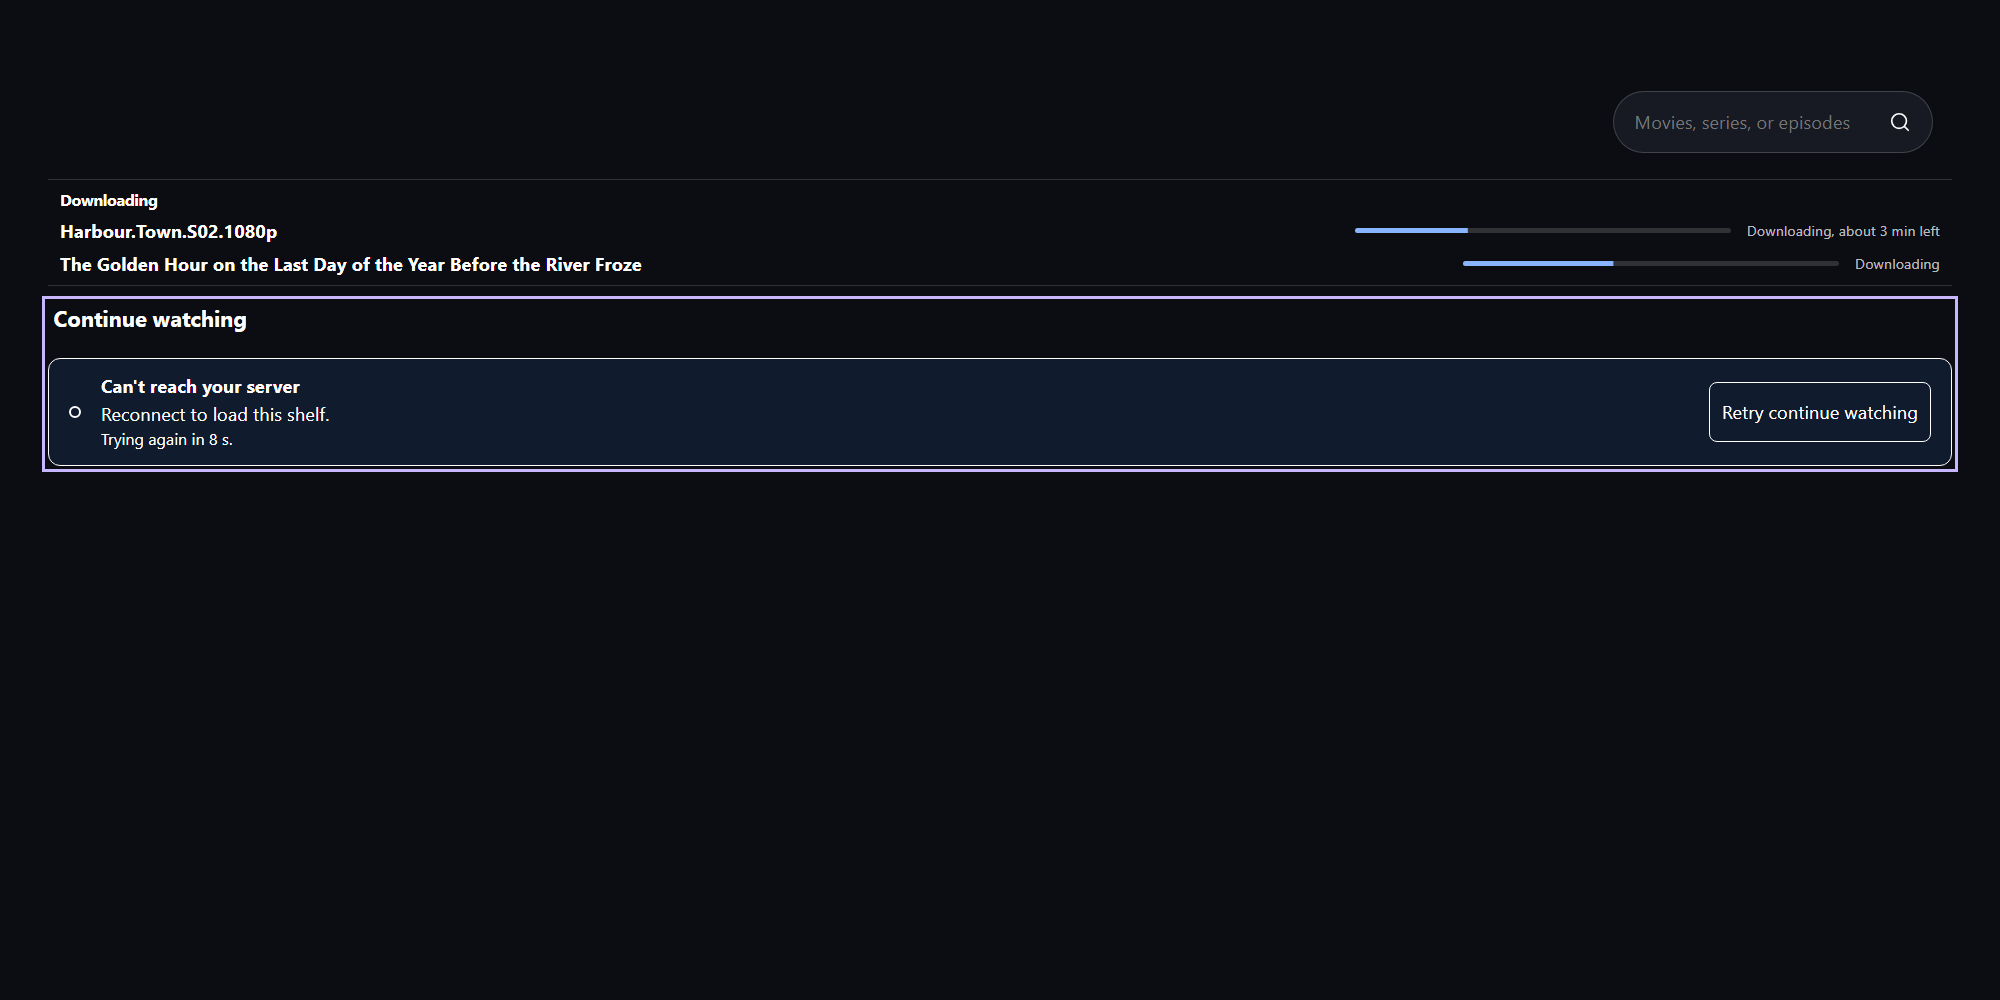 Movies, series, or episodes
Downloading
Harbour.Town.S02.1080p
Downloading, about 3 min left
The Golden Hour on the Last Day of the Year Before the River Froze
Downloading
Continue watching
Can't reach your server
Reconnect to load this shelf.
Trying again in 8 s.
Retry continue watching